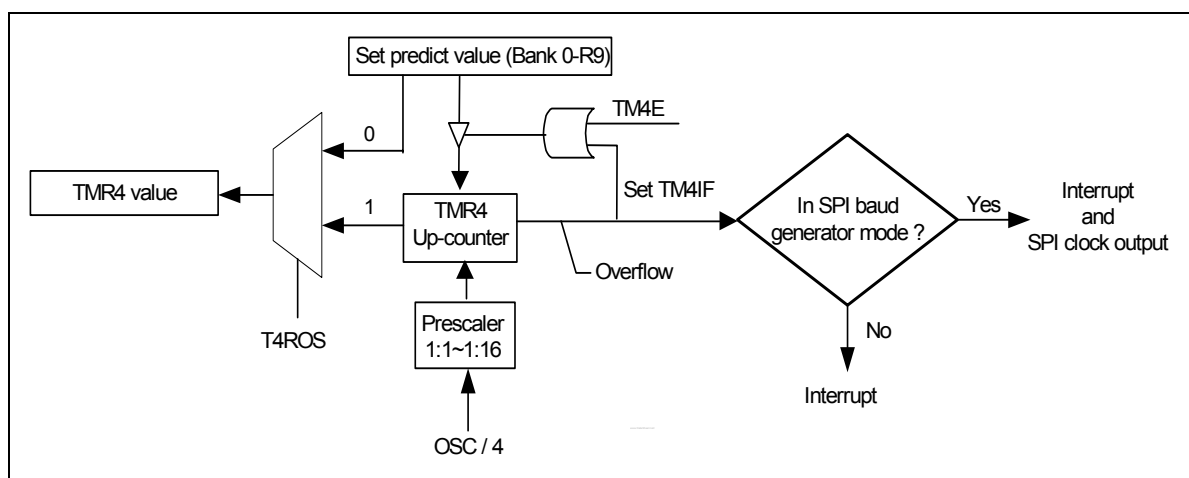 Set predict value (Bank 0-R9)
TM4E
0
TMR4 value
Set TM4IF
1
TMR4
Up-counter
In SPI baud
generator mode ?
Yes
Interrupt
and
SPI clock output
Overflow
T4ROS
Prescaler
1:1~1:16
No
Interrupt
OSC / 4